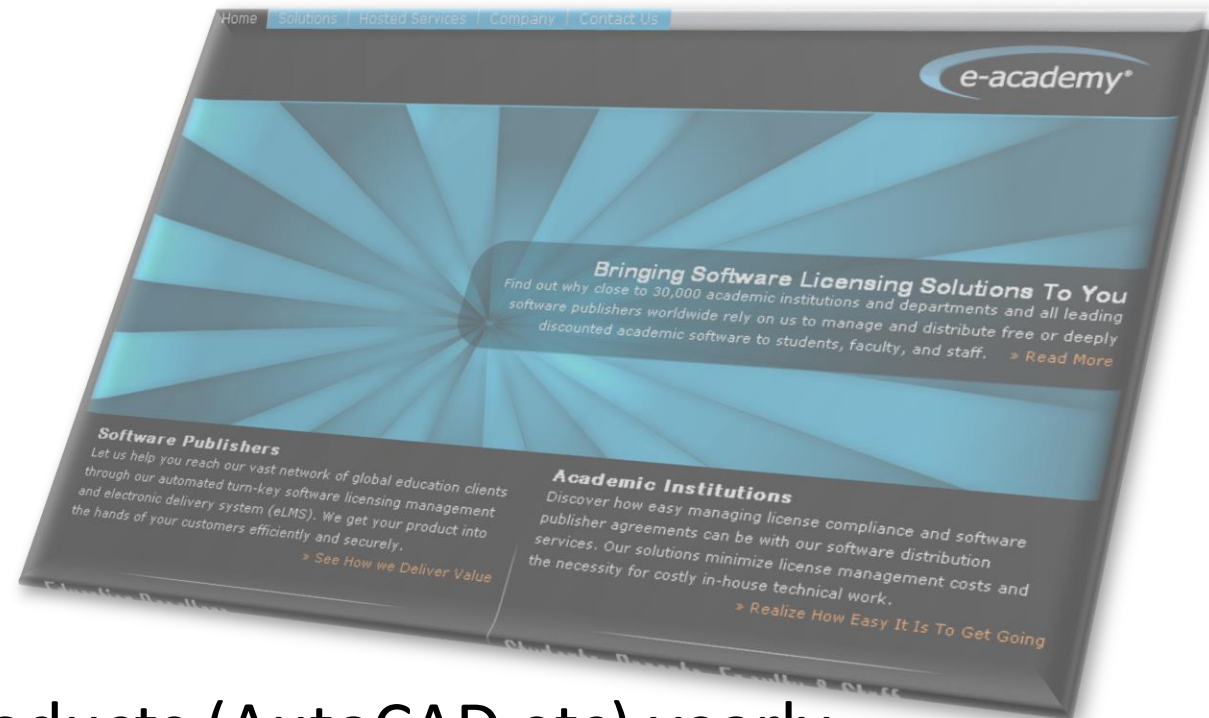 Home Solutions Hosted Services Company Contact Us
e-academy®
Bringing Software Licensing Solutions To You
Find out why close to 30,000 academic institutions and departments and all leading
software publishers worldwide rely on us to manage and distribute free or deeply
discounted academic software to students, faculty, and staff. » Read More
Software Publishers
Let us help you reach our vast network of global education clients
through our automated turn-key software licensing management
and electronic delivery system (eLMS). We get your product into
the hands of your customers efficiently and securely.
» See How we Deliver Value
Academic Institutions
Discover how easy managing license compliance and software
publisher agreements can be with our software distribution
services. Our solutions minimize license management costs and
the necessity for costly in-house technical work.
» Realize How Easy It Is To Get Going
Students, Parents, Faculty & Staff
(AutoCAD etc) yearly